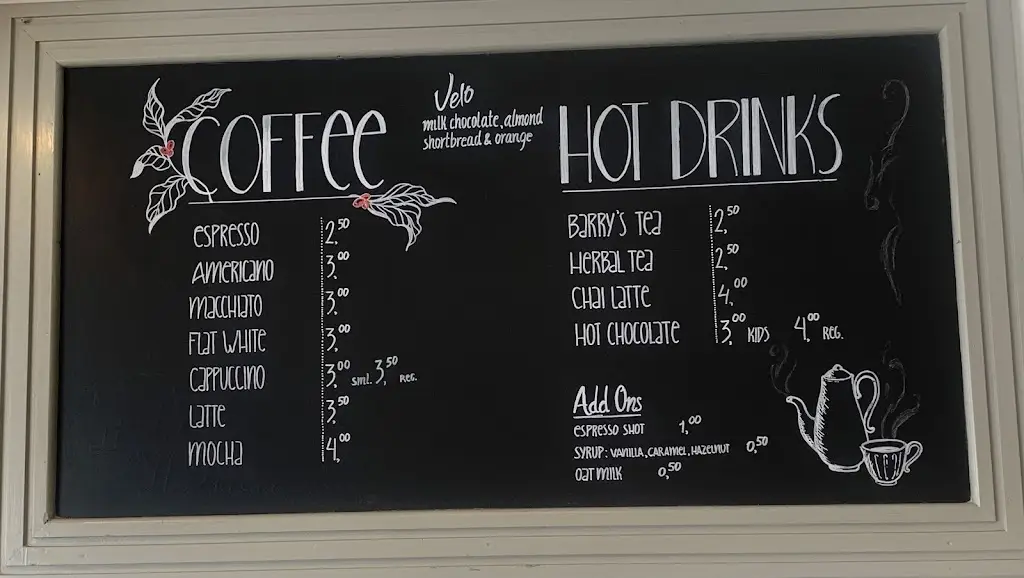 COFFEE
ESPRESSO 2,50
AMERICANO 3,00
MACCHIATO 3,00
FLAT WHITE 3,00
CAPPUCCINO 3,00 sml. 3,50 REG.
LATTE 3,50
MOCHA 4,00
Velo
milk chocolate, almond
shortbread & orange
HOT DRINKS
BARRY'S TEA 2,50
HERBAL TEA 2,50
CHAI LATTE 4,00
HOT CHOCOLATE 3,00 KIDS 4,00 REG.
Add Ons
ESPRESSO SHOT 1,00
SYRUP: VANILLA, CARAMEL, HAZELNUT 0,50
OAT MILK 0,50